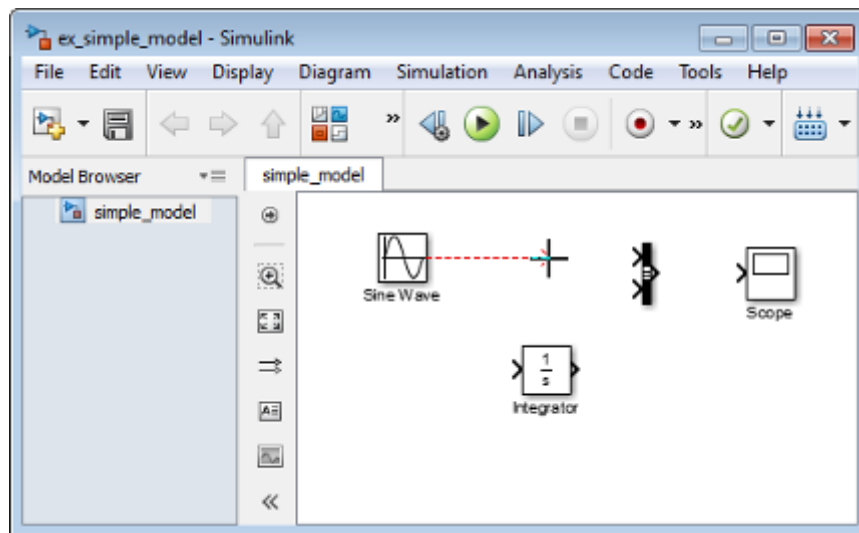 ex_simple_model - Simulink
File Edit View Display Diagram Simulation Analysis Code Tools Help
Model Browser
simple_model
simple_model
Sine Wave
Scope
1
s
Integrator